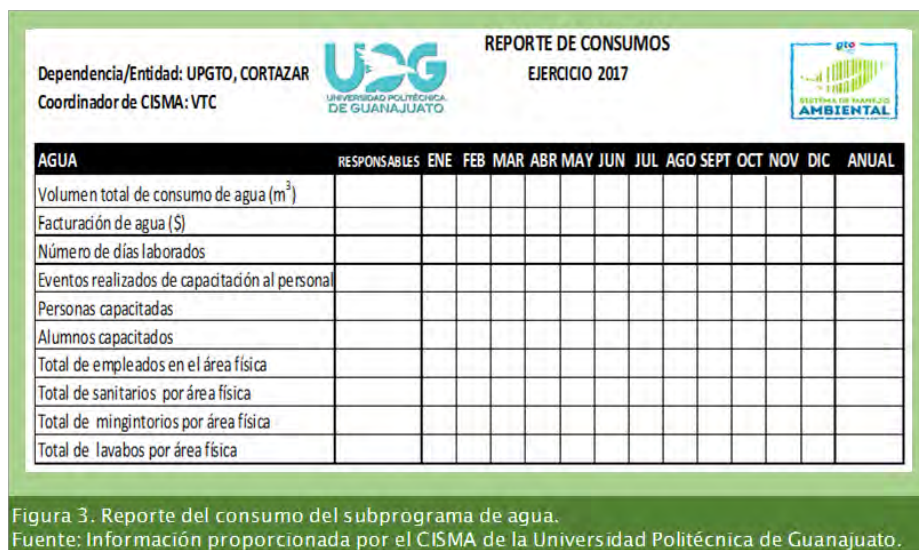 REPORTE DE CONSUMOS
EJERCICIO 2017
Dependencia/Entidad: UPGTO, CORTAZAR
Coordinador de CISMA: VTC
UPG
UNIVERSIDAD POLITÉCNICA
DE GUANAJUATO
gto
SISTEMA DE MANEJO
AMBIENTAL
AGUA RESPONSABLES ENE FEB MAR ABR MAY JUN JUL AGO SEPT OCT NOV DIC ANUAL
Volumen total de consumo de agua (m³)
Facturación de agua ($)
Número de días laborados
Eventos realizados de capacitación al personal
Personas capacitadas
Alumnos capacitados
Total de empleados en el área física
Total de sanitarios por área física
Total de mingintorios por área física
Total de lavabos por área física
Figura 3. Reporte del consumo del subprograma de agua.
Fuente: Información proporcionada por el CISMA de la Universidad Politécnica de Guanajuato.